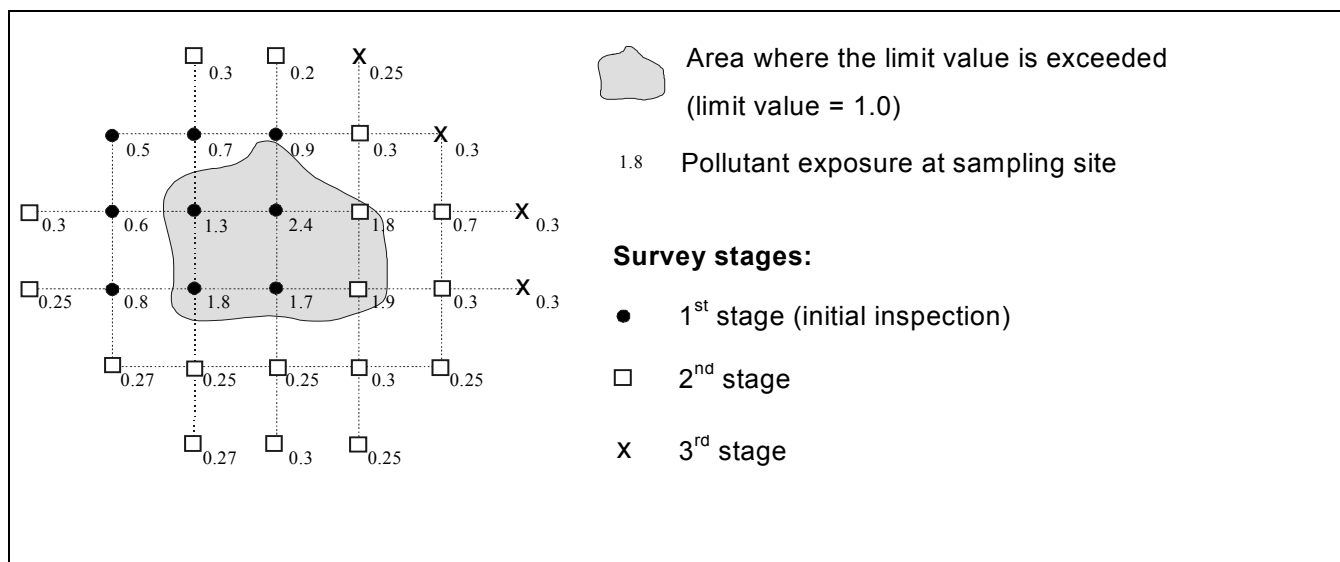 0.3 0.2 x 0.25
0.5 0.7 0.9 0.3 x 0.3
0.3 0.6 1.3 2.4 1.8 0.7 x 0.3
0.25 0.8 1.8 1.7 1.9 0.3 x 0.3
0.27 0.25 0.25 0.3 0.25
0.27 0.3 0.25
Area where the limit value is exceeded
(limit value = 1.0)
1.8 Pollutant exposure at sampling site
Survey stages:
1st stage (initial inspection)
2nd stage
x 3rd stage